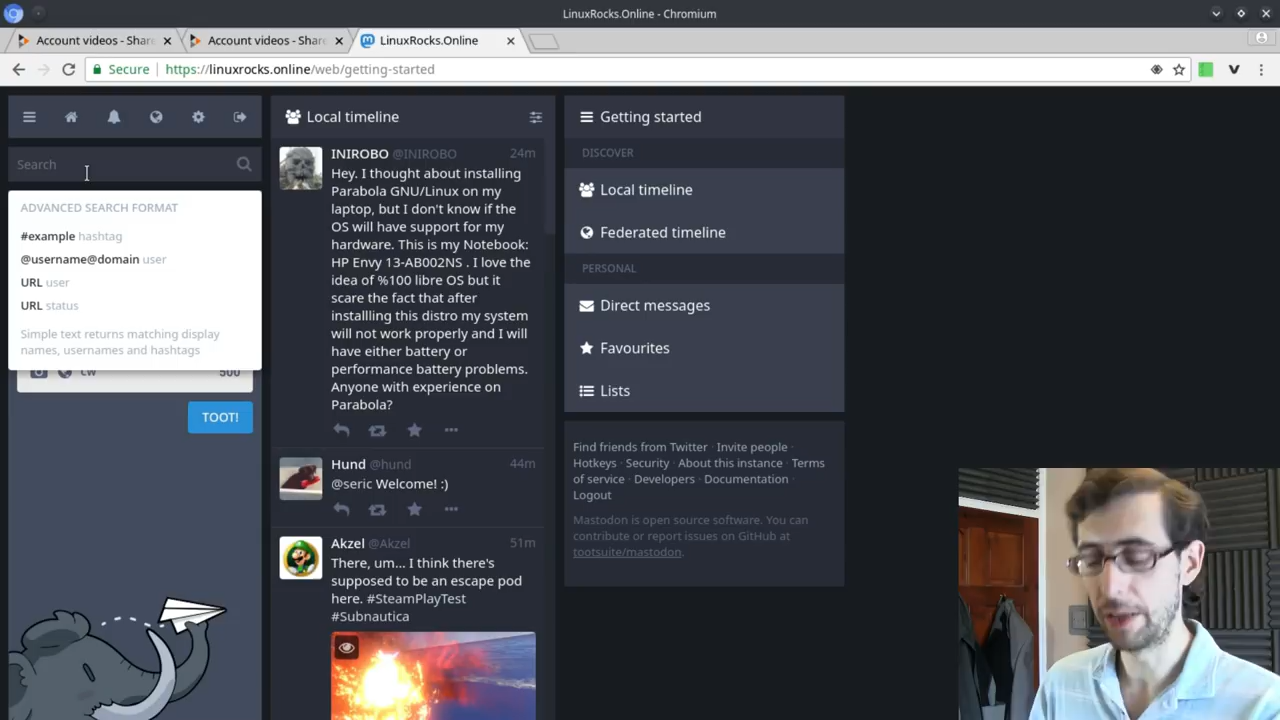 LinuxRocks.Online - Chromium
Account videos - Share
Account videos - Share
LinuxRocks.Online
Secure
https://linuxrocks.online/web/getting-started
Search
ADVANCED SEARCH FORMAT
#example hashtag
@username@domain user
URL user
URL status
Simple text returns matching display
names, usernames and hashtags
CW
500
TOOT!
Local timeline
INIROBO @INIROBO 24m
Hey. I thought about installing
Parabola GNU/Linux on my
laptop, but I don't know if the
OS will have support for my
hardware. This is my Notebook:
HP Envy 13-AB002NS . I love the
idea of %100 libre OS but it
scare the fact that after
installling this distro my system
will not work properly and I will
have either battery or
performance battery problems.
Anyone with experience on
Parabola?
Hund @hund 44m
@seric Welcome! :)
Akzel @Akzel 51m
There, um... I think there's
supposed to be an escape pod
here. #SteamPlayTest
#Subnautica
Getting started
DISCOVER
Local timeline
Federated timeline
PERSONAL
Direct messages
Favourites
Lists
Find friends from Twitter · Invite people ·
Hotkeys · Security · About this instance · Terms
of service · Developers · Documentation ·
Logout
Mastodon is open source software. You can
contribute or report issues on GitHub at
tootsuite/mastodon.